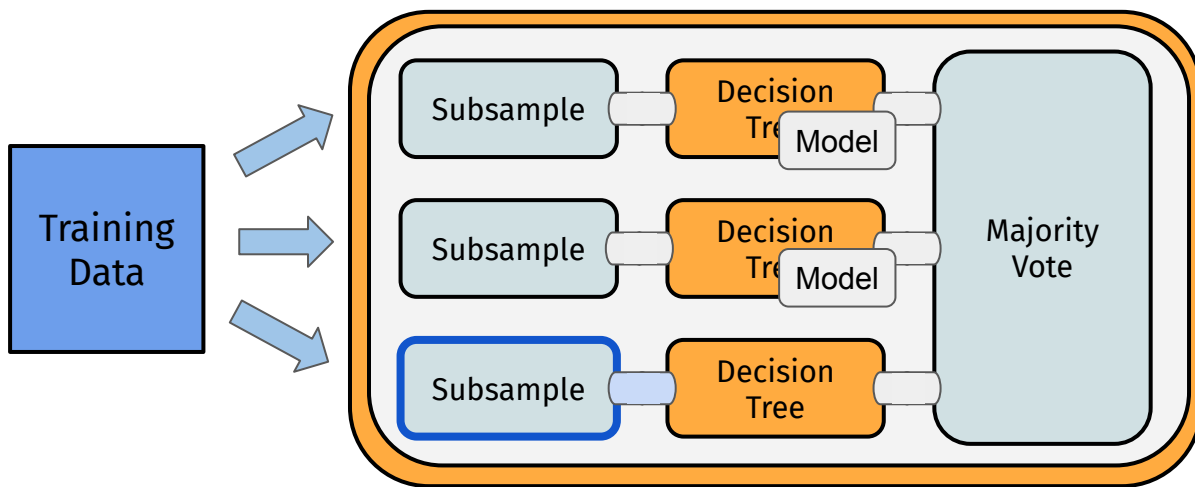 Training
Data
Subsample
Decision
Tre
Model
Subsample
Decision
Tre
Model
Subsample
Decision
Tree
Majority
Vote